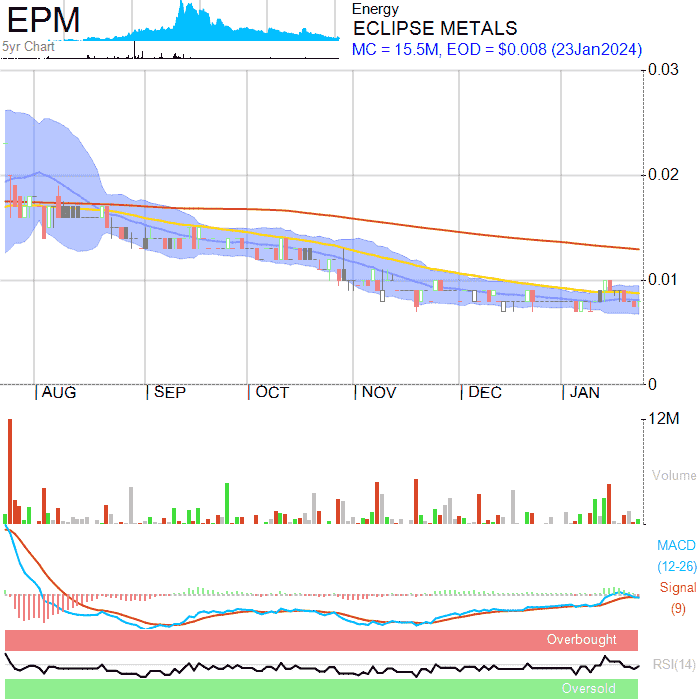 EPM
5yr Chart
Energy
ECLIPSE METALS
MC = 15.5M, EOD = $0.008 (23Jan2024)
0.03
0.02
0.01
0
AUG SEP OCT NOV DEC JAN
12M
Volume
MACD
(12-26)
Signal
(9)
Overbought
RSI(14)
Oversold